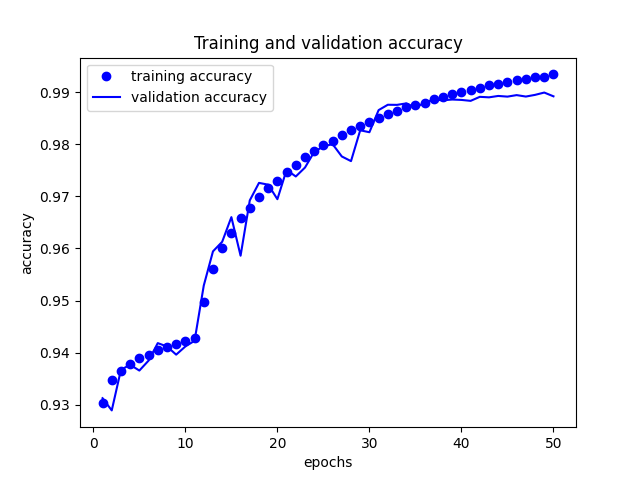 Training and validation accuracy
training accuracy
validation accuracy
accuracy
0.99
0.98
0.97
0.96
0.95
0.94
0.93
0 10 20 30 40 50
epochs